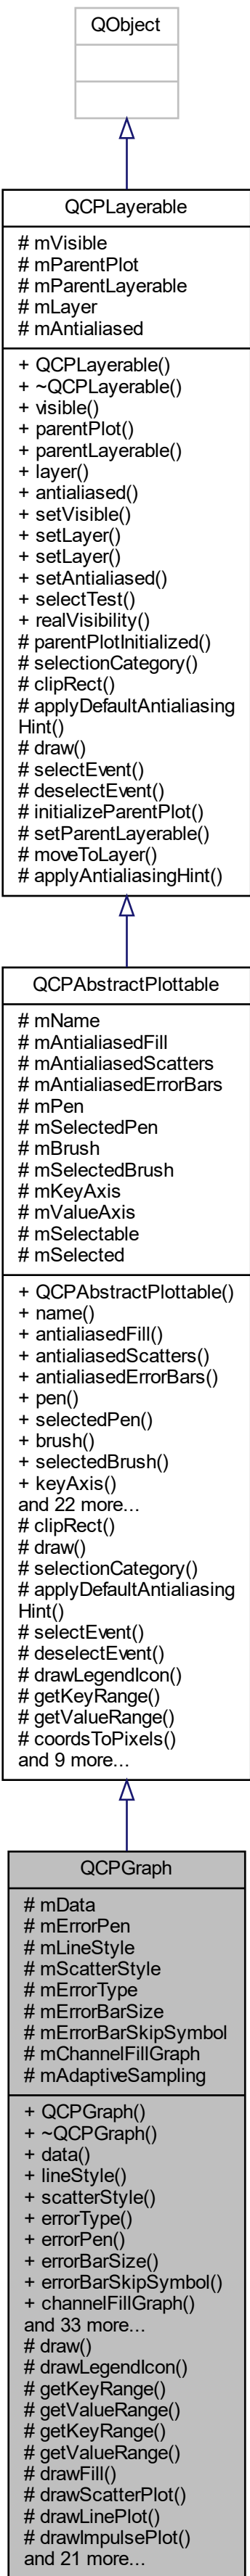 QObject
QCPLayerable
# mVisible
# mParentPlot
# mParentLayerable
# mLayer
# mAntialiased
+ QCPLayerable()
+ ~QCPLayerable()
+ visible()
+ parentPlot()
+ parentLayerable()
+ layer()
+ antialiased()
+ setVisible()
+ setLayer()
+ setLayer()
+ setAntialiased()
+ selectTest()
+ realVisibility()
# parentPlotInitialized()
# selectionCategory()
# clipRect()
# applyDefaultAntialiasing
Hint()
# draw()
# selectEvent()
# deselectEvent()
# initializeParentPlot()
# setParentLayerable()
# moveToLayer()
# applyAntialiasingHint()
QCPAbstractPlottable
# mName
# mAntialiasedFill
# mAntialiasedScatters
# mAntialiasedErrorBars
# mPen
# mSelectedPen
# mBrush
# mSelectedBrush
# mKeyAxis
# mValueAxis
# mSelectable
# mSelected
+ QCPAbstractPlottable()
+ name()
+ antialiasedFill()
+ antialiasedScatters()
+ antialiasedErrorBars()
+ pen()
+ selectedPen()
+ brush()
+ selectedBrush()
+ keyAxis()
and 22 more...
# clipRect()
# draw()
# selectionCategory()
# applyDefaultAntialiasing
Hint()
# selectEvent()
# deselectEvent()
# drawLegendIcon()
# getKeyRange()
# getValueRange()
# coordsToPixels()
and 9 more...
QCPGraph
# mData
# mErrorPen
# mLineStyle
# mScatterStyle
# mErrorType
# mErrorBarSize
# mErrorBarSkipSymbol
# mChannelFillGraph
# mAdaptiveSampling
+ QCPGraph()
+ ~QCPGraph()
+ data()
+ lineStyle()
+ scatterStyle()
+ errorType()
+ errorPen()
+ errorBarSize()
+ errorBarSkipSymbol()
+ channelFillGraph()
and 33 more...
# draw()
# drawLegendIcon()
# getKeyRange()
# getValueRange()
# getKeyRange()
# getValueRange()
# drawFill()
# drawScatterPlot()
# drawLinePlot()
# drawImpulsePlot()
and 21 more...